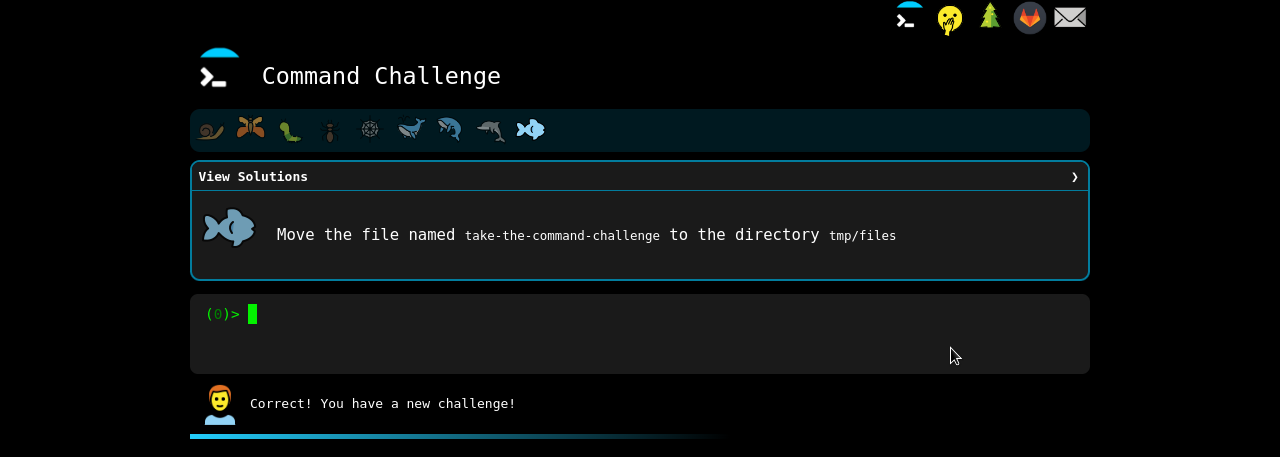 Command Challenge
View Solutions ❯
Move the file named take-the-command-challenge to the directory tmp/files
(0)>
Correct! You have a new challenge!